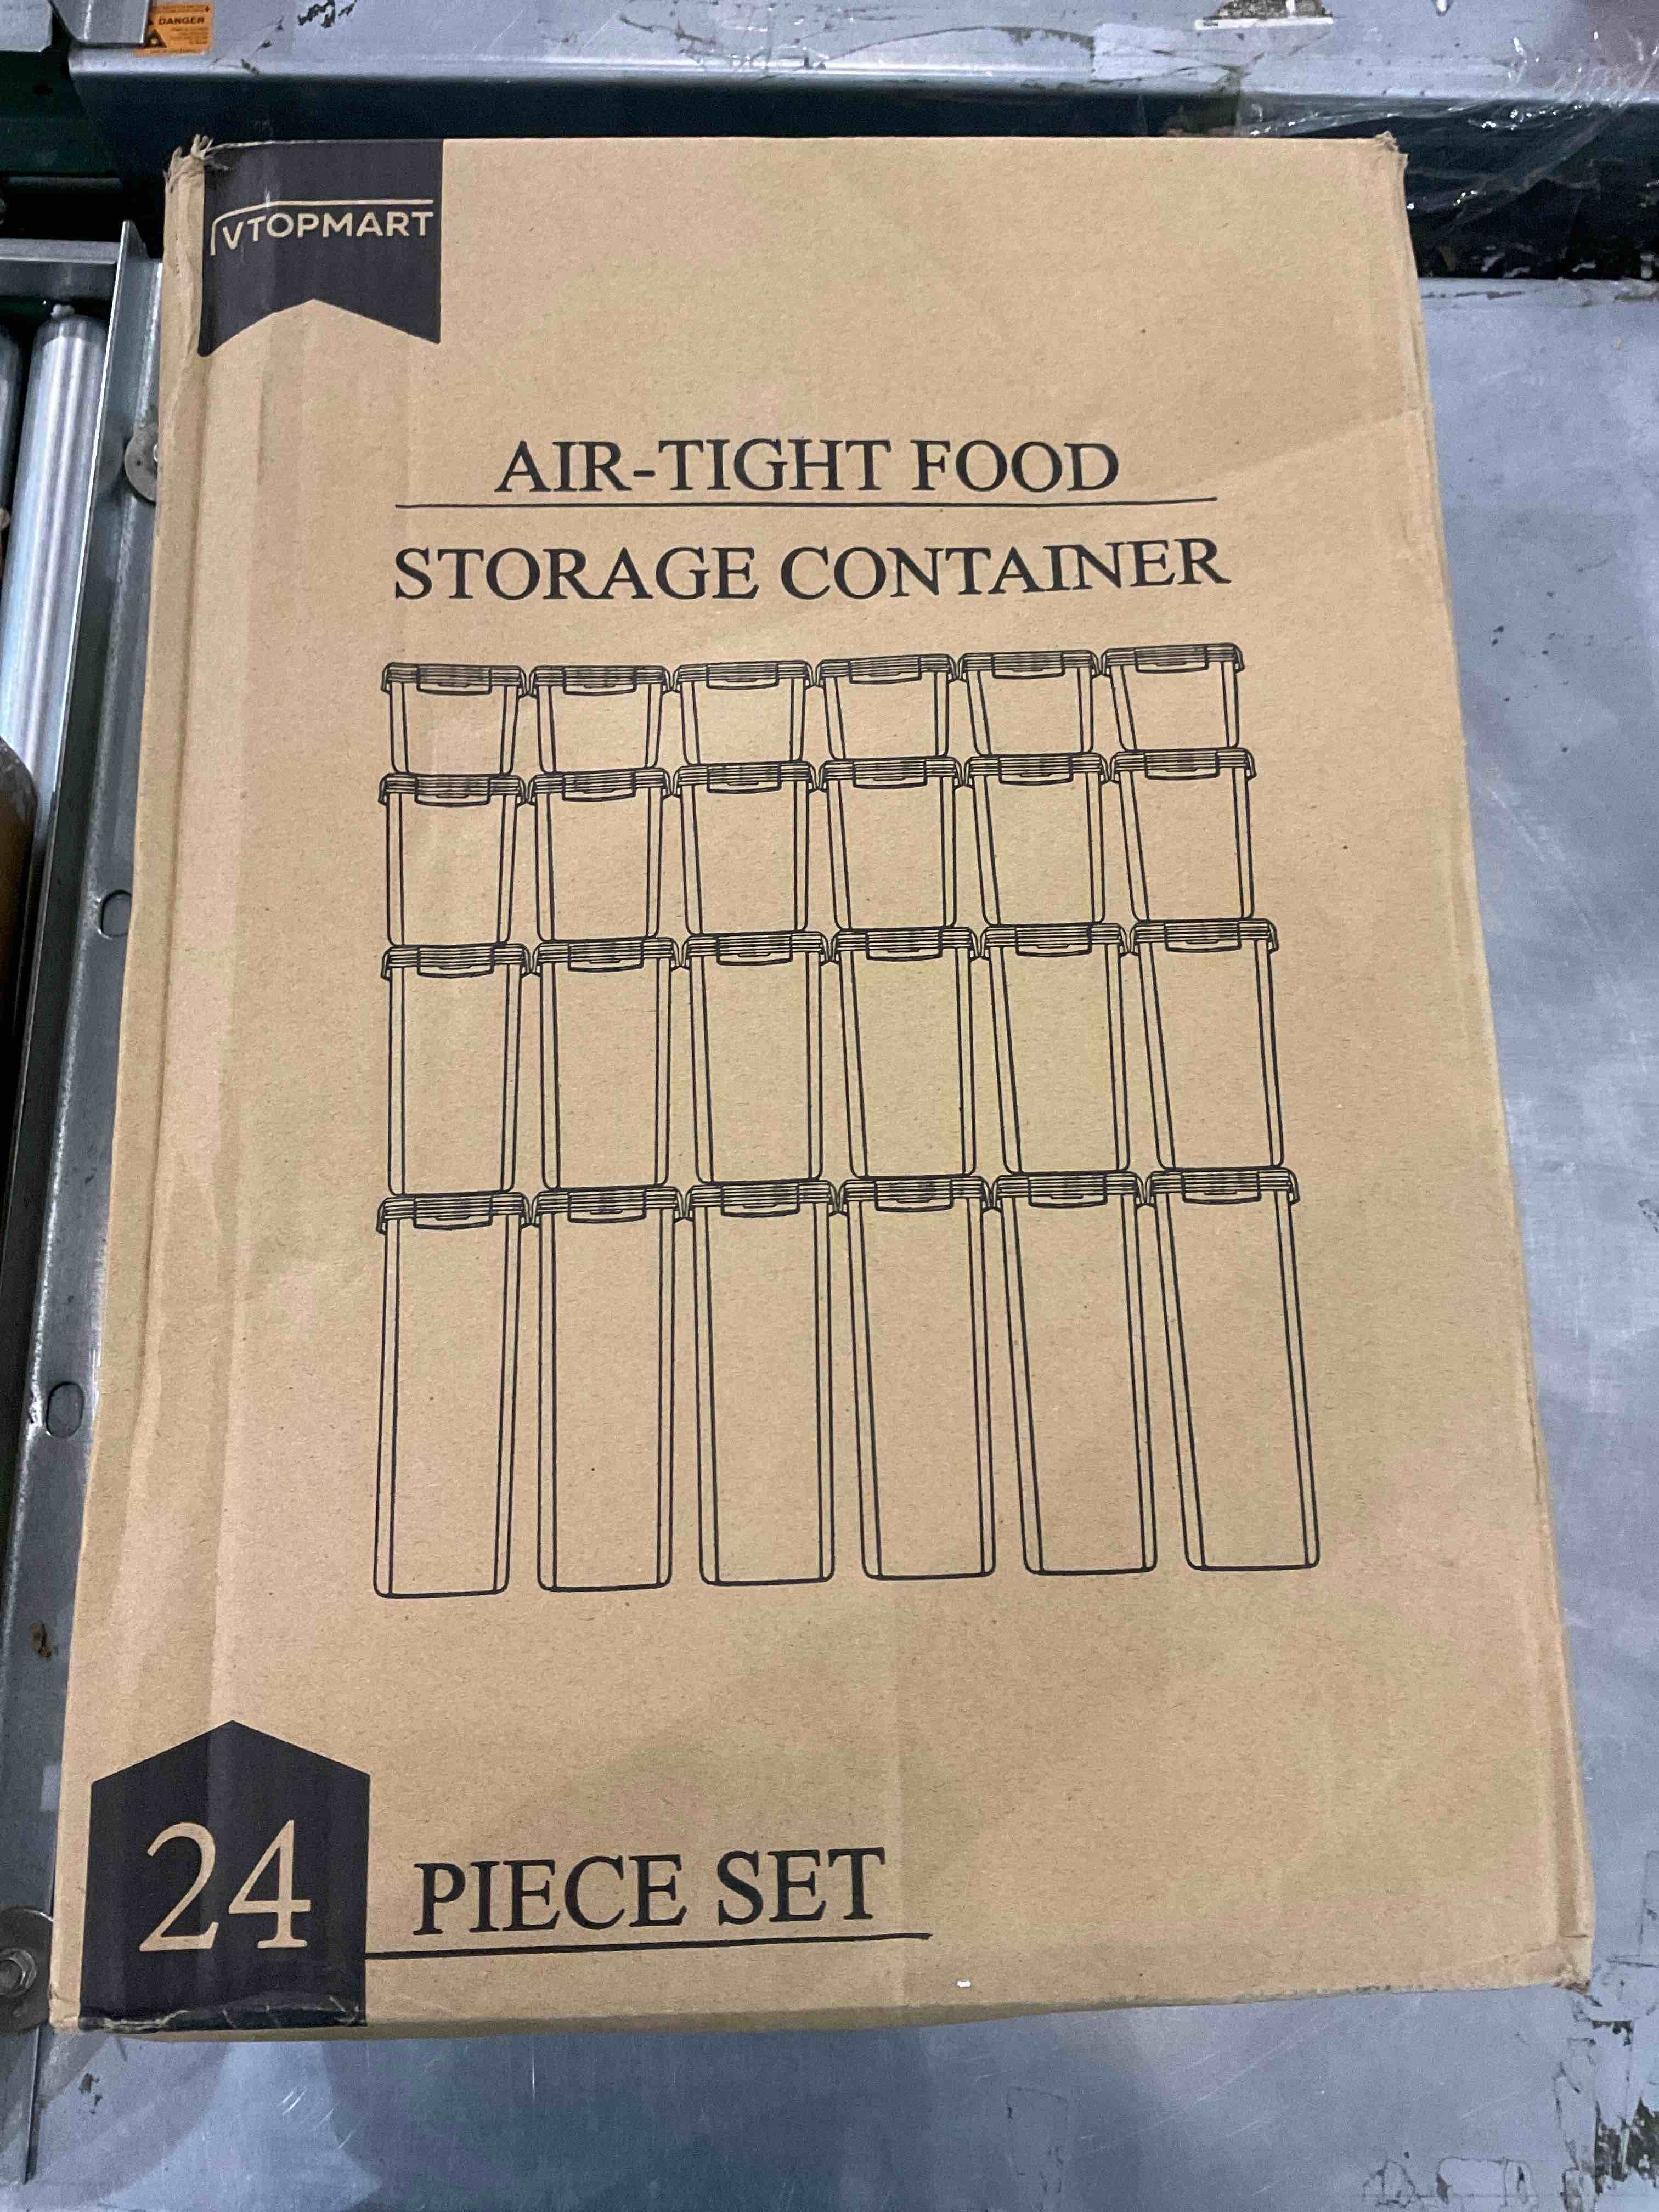 DANGER
VTOPMART
AIR-TIGHT FOOD
STORAGE CONTAINER
24 PIECE SET